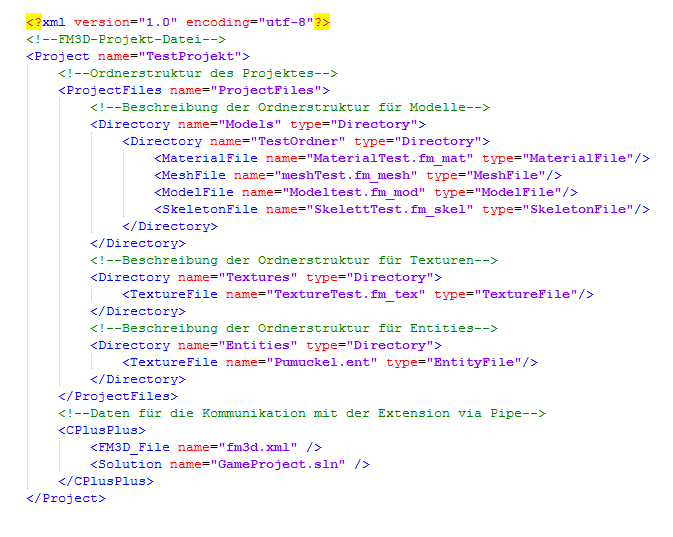 <?xml version="1.0" encoding="utf-8"?>
<!--FM3D-Projekt-Datei-->
<Project name="TestProjekt">
    <!--Ordnerstruktur des Projektes-->
    <ProjectFiles name="ProjectFiles">
        <!--Beschreibung der Ordnerstruktur für Modelle-->
        <Directory name="Models" type="Directory">
            <Directory name="TestOrdner" type="Directory">
                <MaterialFile name="MaterialTest.fm_mat" type="MaterialFile"/>
                <MeshFile name="meshTest.fm_mesh" type="MeshFile"/>
                <ModelFile name="Modeltest.fm_mod" type="ModelFile"/>
                <SkeletonFile name="SkelettTest.fm_skel" type="SkeletonFile"/>
            </Directory>
        </Directory>
        <!--Beschreibung der Ordnerstruktur für Texturen-->
        <Directory name="Textures" type="Directory">
            <TextureFile name="TextureTest.fm_tex" type="TextureFile"/>
        </Directory>
        <!--Beschreibung der Ordnerstruktur für Entities-->
        <Directory name="Entities" type="Directory">
            <TextureFile name="Pumuckel.ent" type="EntityFile"/>
        </Directory>
    </ProjectFiles>
    <!--Daten für die Kommunikation mit der Extension via Pipe-->
    <CPlusPlus>
        <FM3D_File name="fm3d.xml" />
        <Solution name="GameProject.sln" />
    </CPlusPlus>
</Project>